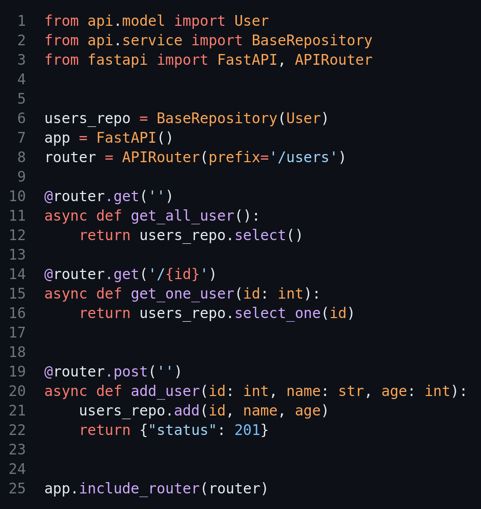 1 from api.model import User
2 from api.service import BaseRepository
3 from fastapi import FastAPI, APIRouter
4
5
6 users_repo = BaseRepository(User)
7 app = FastAPI()
8 router = APIRouter(prefix='/users')
9
10 @router.get('')
11 async def get_all_user():
12     return users_repo.select()
13
14 @router.get('/{id}')
15 async def get_one_user(id: int):
16     return users_repo.select_one(id)
17
18
19 @router.post('')
20 async def add_user(id: int, name: str, age: int):
21     users_repo.add(id, name, age)
22     return {"status": 201}
23
24
25 app.include_router(router)